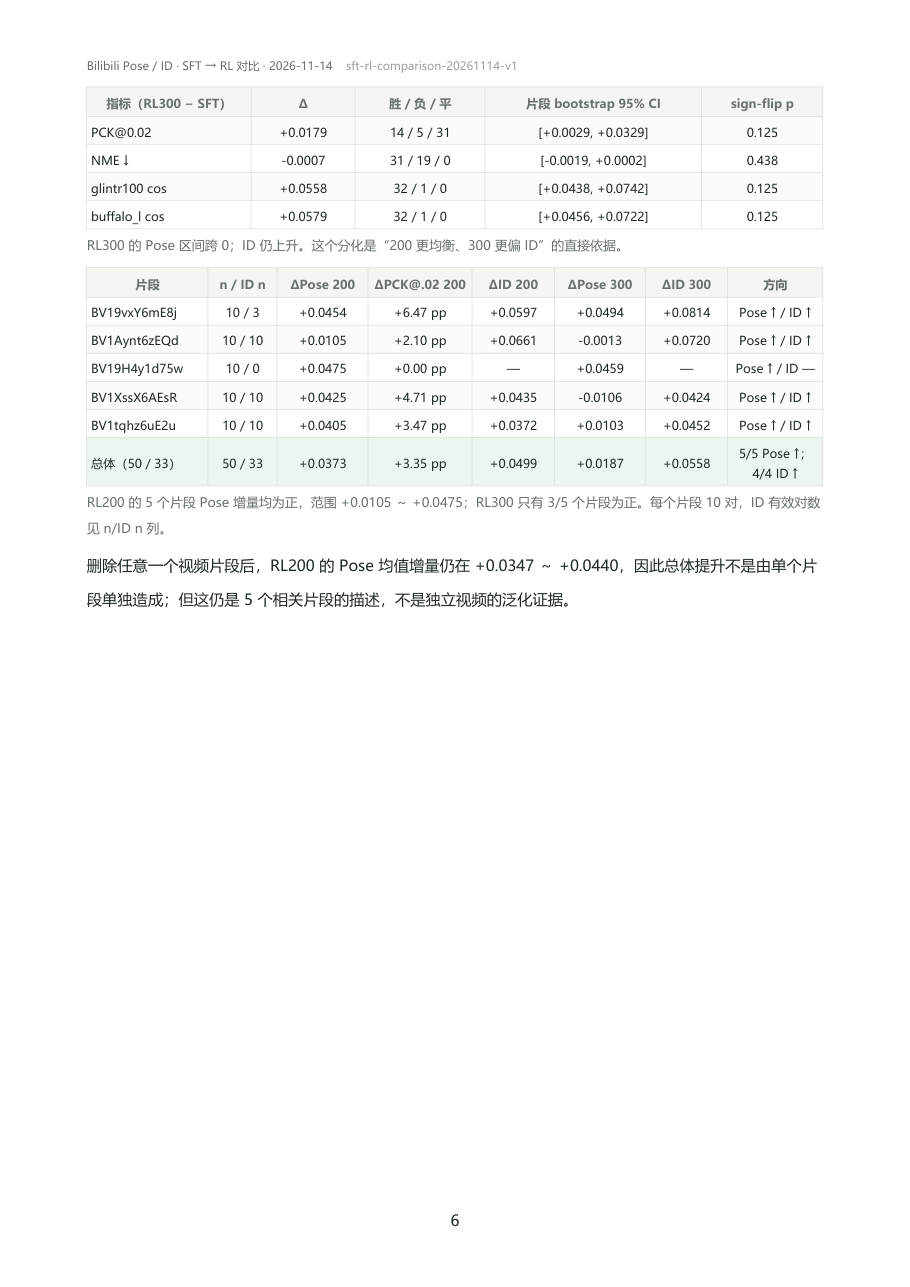 Bilibili Pose / ID · SFT → RL 对比 · 2026-11-14 sft-rl-comparison-20261114-v1
指标（RL300 − SFT） Δ 胜 / 负 / 平 片段 bootstrap 95% CI sign-flip p
PCK@0.02 +0.0179 14 / 5 / 31 [+0.0029, +0.0329] 0.125
NME ↓ -0.0007 31 / 19 / 0 [-0.0019, +0.0002] 0.438
glintr100 cos +0.0558 32 / 1 / 0 [+0.0438, +0.0742] 0.125
buffalo_l cos +0.0579 32 / 1 / 0 [+0.0456, +0.0722] 0.125
RL300 的 Pose 区间跨 0；ID 仍上升。这个分化是“200 更均衡、300 更偏 ID”的直接依据。
片段 n / ID n ΔPose 200 ΔPCK@.02 200 ΔID 200 ΔPose 300 ΔID 300 方向
BV19vxY6mE8j 10 / 3 +0.0454 +6.47 pp +0.0597 +0.0494 +0.0814 Pose ↑ / ID ↑
BV1Aynt6zEQd 10 / 10 +0.0105 +2.10 pp +0.0661 -0.0013 +0.0720 Pose ↑ / ID ↑
BV19H4y1d75w 10 / 0 +0.0475 +0.00 pp — +0.0459 — Pose ↑ / ID —
BV1XssX6AEsR 10 / 10 +0.0425 +4.71 pp +0.0435 -0.0106 +0.0424 Pose ↑ / ID ↑
BV1tqhz6uE2u 10 / 10 +0.0405 +3.47 pp +0.0372 +0.0103 +0.0452 Pose ↑ / ID ↑
总体（50 / 33） 50 / 33 +0.0373 +3.35 pp +0.0499 +0.0187 +0.0558 5/5 Pose ↑；
4/4 ID ↑
RL200 的 5 个片段 Pose 增量均为正，范围 +0.0105 ～ +0.0475；RL300 只有 3/5 个片段为正。每个片段 10 对，ID 有效对数
见 n/ID n 列。
删除任意一个视频片段后，RL200 的 Pose 均值增量仍在 +0.0347 ～ +0.0440，因此总体提升不是由单个片
段单独造成；但这仍是 5 个相关片段的描述，不是独立视频的泛化证据。
6